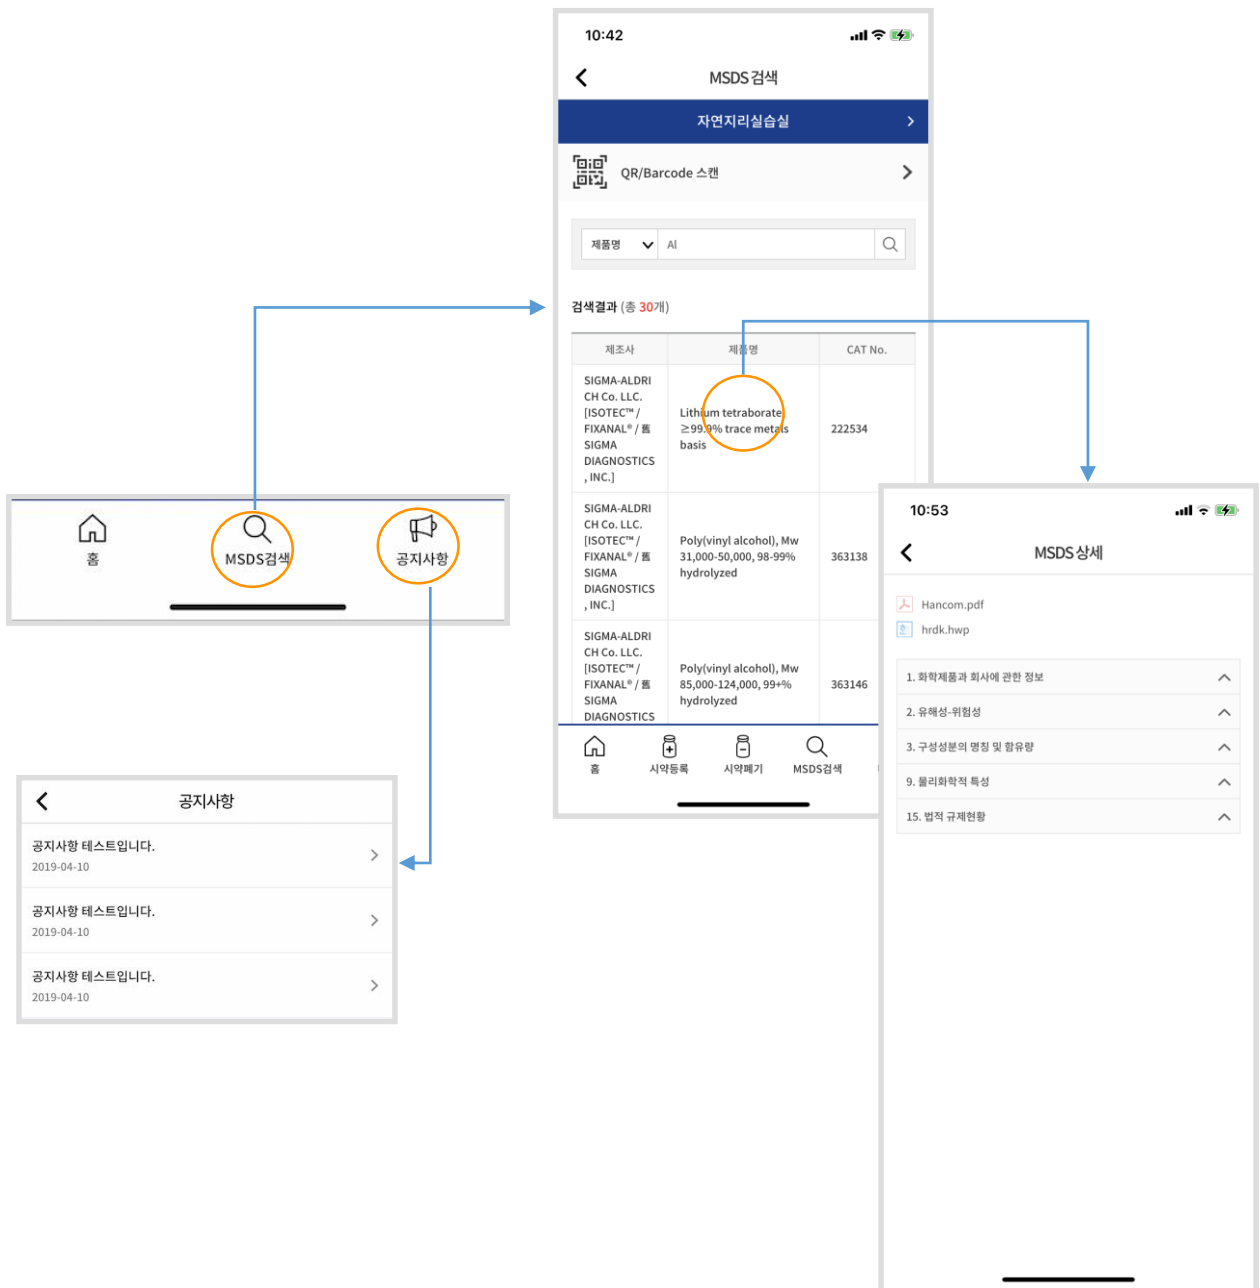 10:42
MSDS 검색
자연지리실습실
QR/Barcode 스캔
제품명 Al
검색결과 (총 30개)
제조사 제품명 CAT No.
SIGMA-ALDRI
CH Co. LLC.
[ISOTEC™ /
FIXANAL® / 舊
SIGMA
DIAGNOSTICS
, INC.]
Lithium tetraborate
≥99.9% trace metals
basis
222534
SIGMA-ALDRI
CH Co. LLC.
[ISOTEC™ /
FIXANAL® / 舊
SIGMA
DIAGNOSTICS
, INC.]
Poly(vinyl alcohol), Mw
31,000-50,000, 98-99%
hydrolyzed
363138
SIGMA-ALDRI
CH Co. LLC.
[ISOTEC™ /
FIXANAL® / 舊
SIGMA
DIAGNOSTICS
Poly(vinyl alcohol), Mw
85,000-124,000, 99+%
hydrolyzed
363146
홈 시약등록 시약폐기 MSDS검색
홈 MSDS검색 공지사항
10:53
MSDS 상세
Hancom.pdf
hrdk.hwp
1. 화학제품과 회사에 관한 정보
2. 유해성-위험성
3. 구성성분의 명칭 및 함유량
9. 물리화학적 특성
15. 법적 규제현황
공지사항
공지사항 테스트입니다.
2019-04-10
공지사항 테스트입니다.
2019-04-10
공지사항 테스트입니다.
2019-04-10